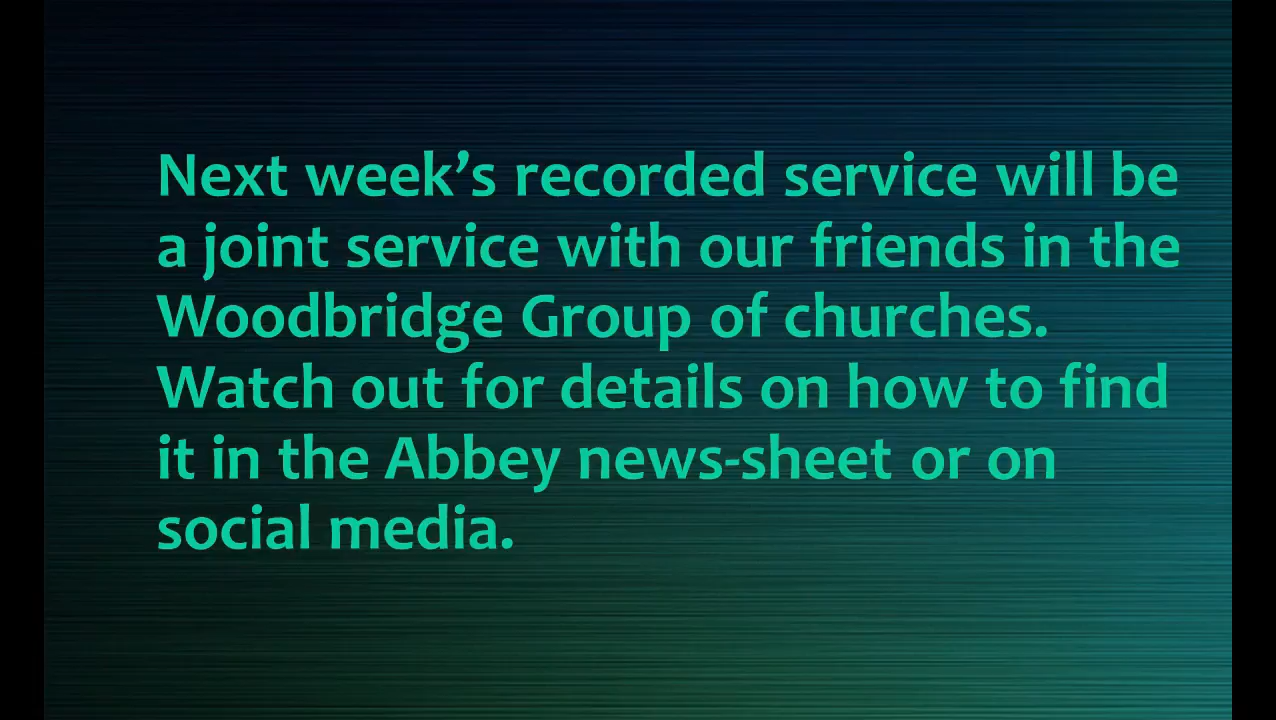 Next week’s recorded service will be
a joint service with our friends in the
Woodbridge Group of churches.
Watch out for details on how to find
it in the Abbey news-sheet or on
social media.